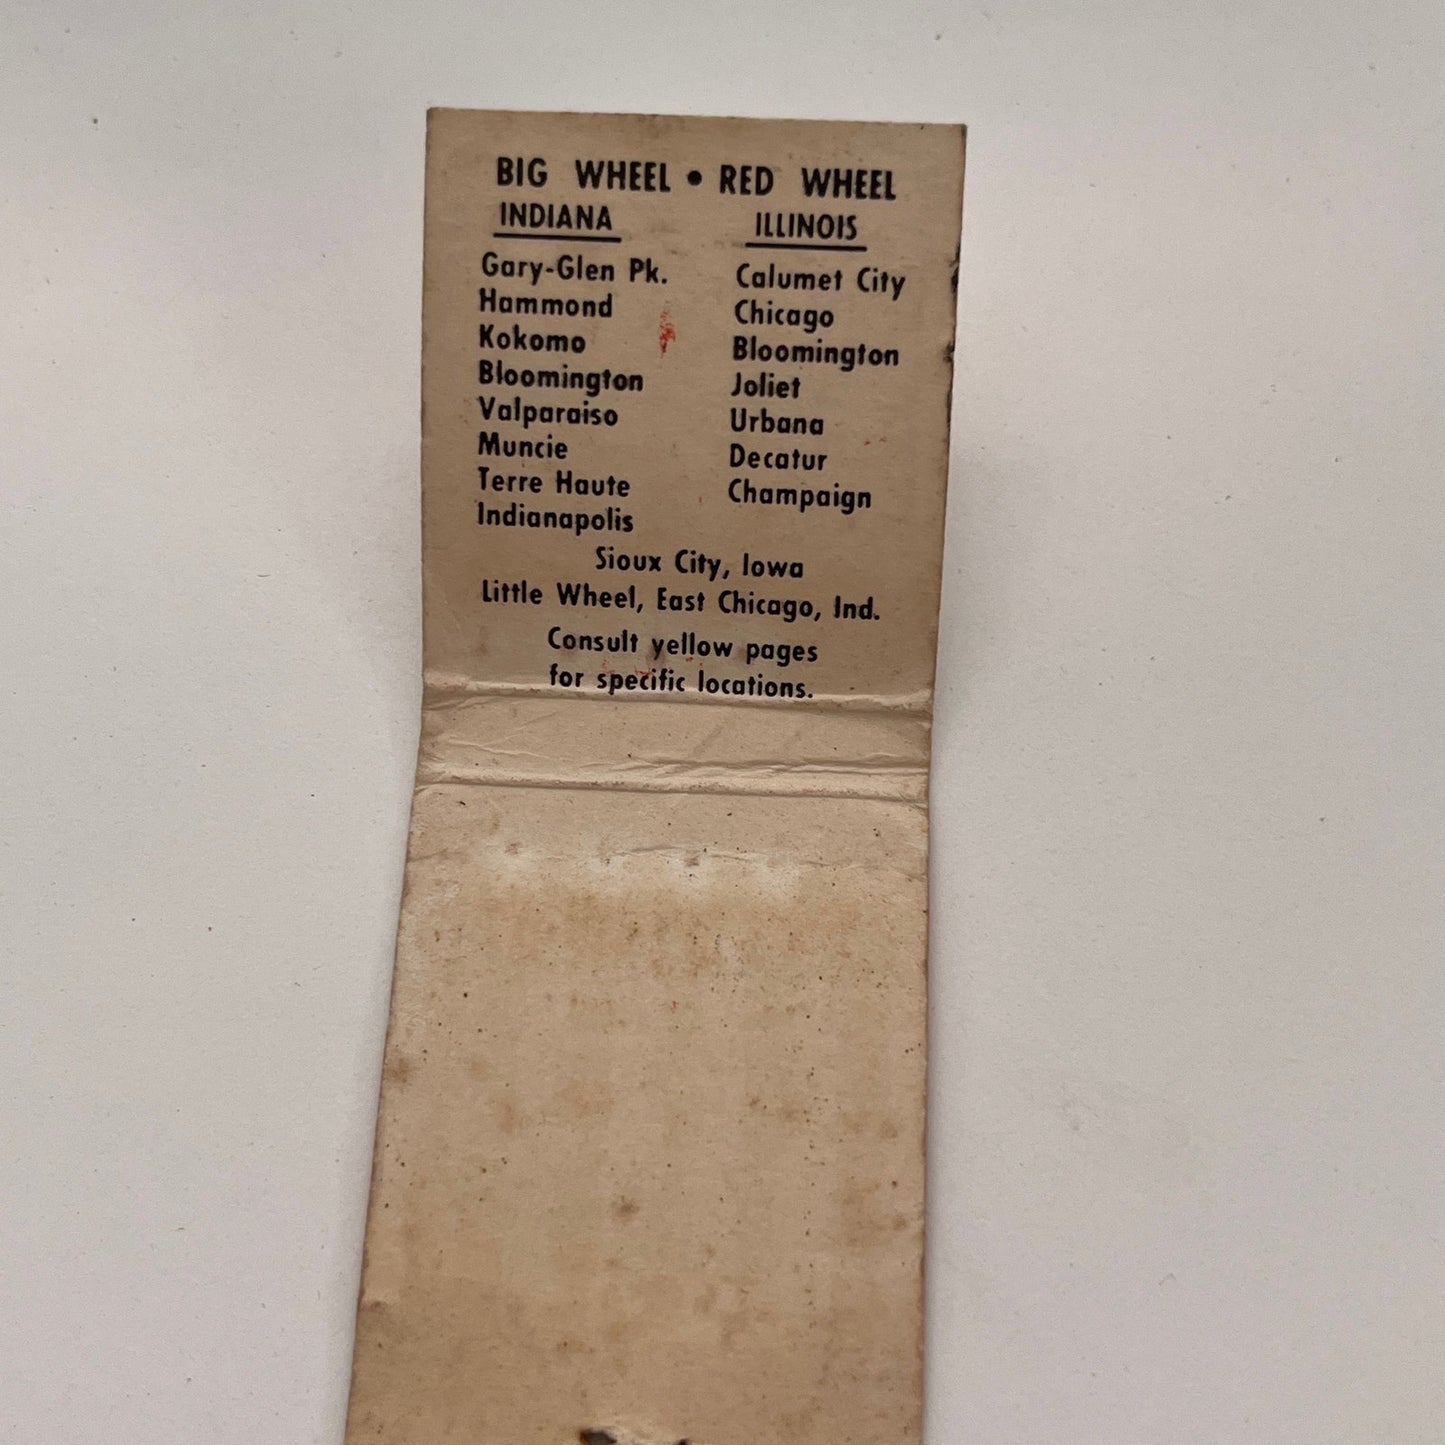 BIG WHEEL • RED WHEEL
INDIANA
Gary-Glen Pk.
Hammond
Kokomo
Bloomington
Valparaiso
Muncie
Terre Haute
Indianapolis
ILLINOIS
Calumet City
Chicago
Bloomington
Joliet
Urbana
Decatur
Champaign
Sioux City, Iowa
Little Wheel, East Chicago, Ind.
Consult yellow pages
for specific locations.